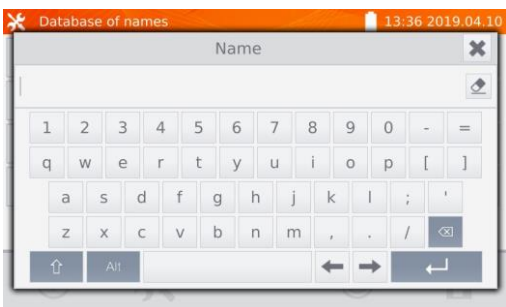 Database of names 13:36 2019.04.10
Name
1 2 3 4 5 6 7 8 9 0 - =
q w e r t y u i o p [ ]
a s d f g h j k l ; '
z x c v b n m , . /
Alt